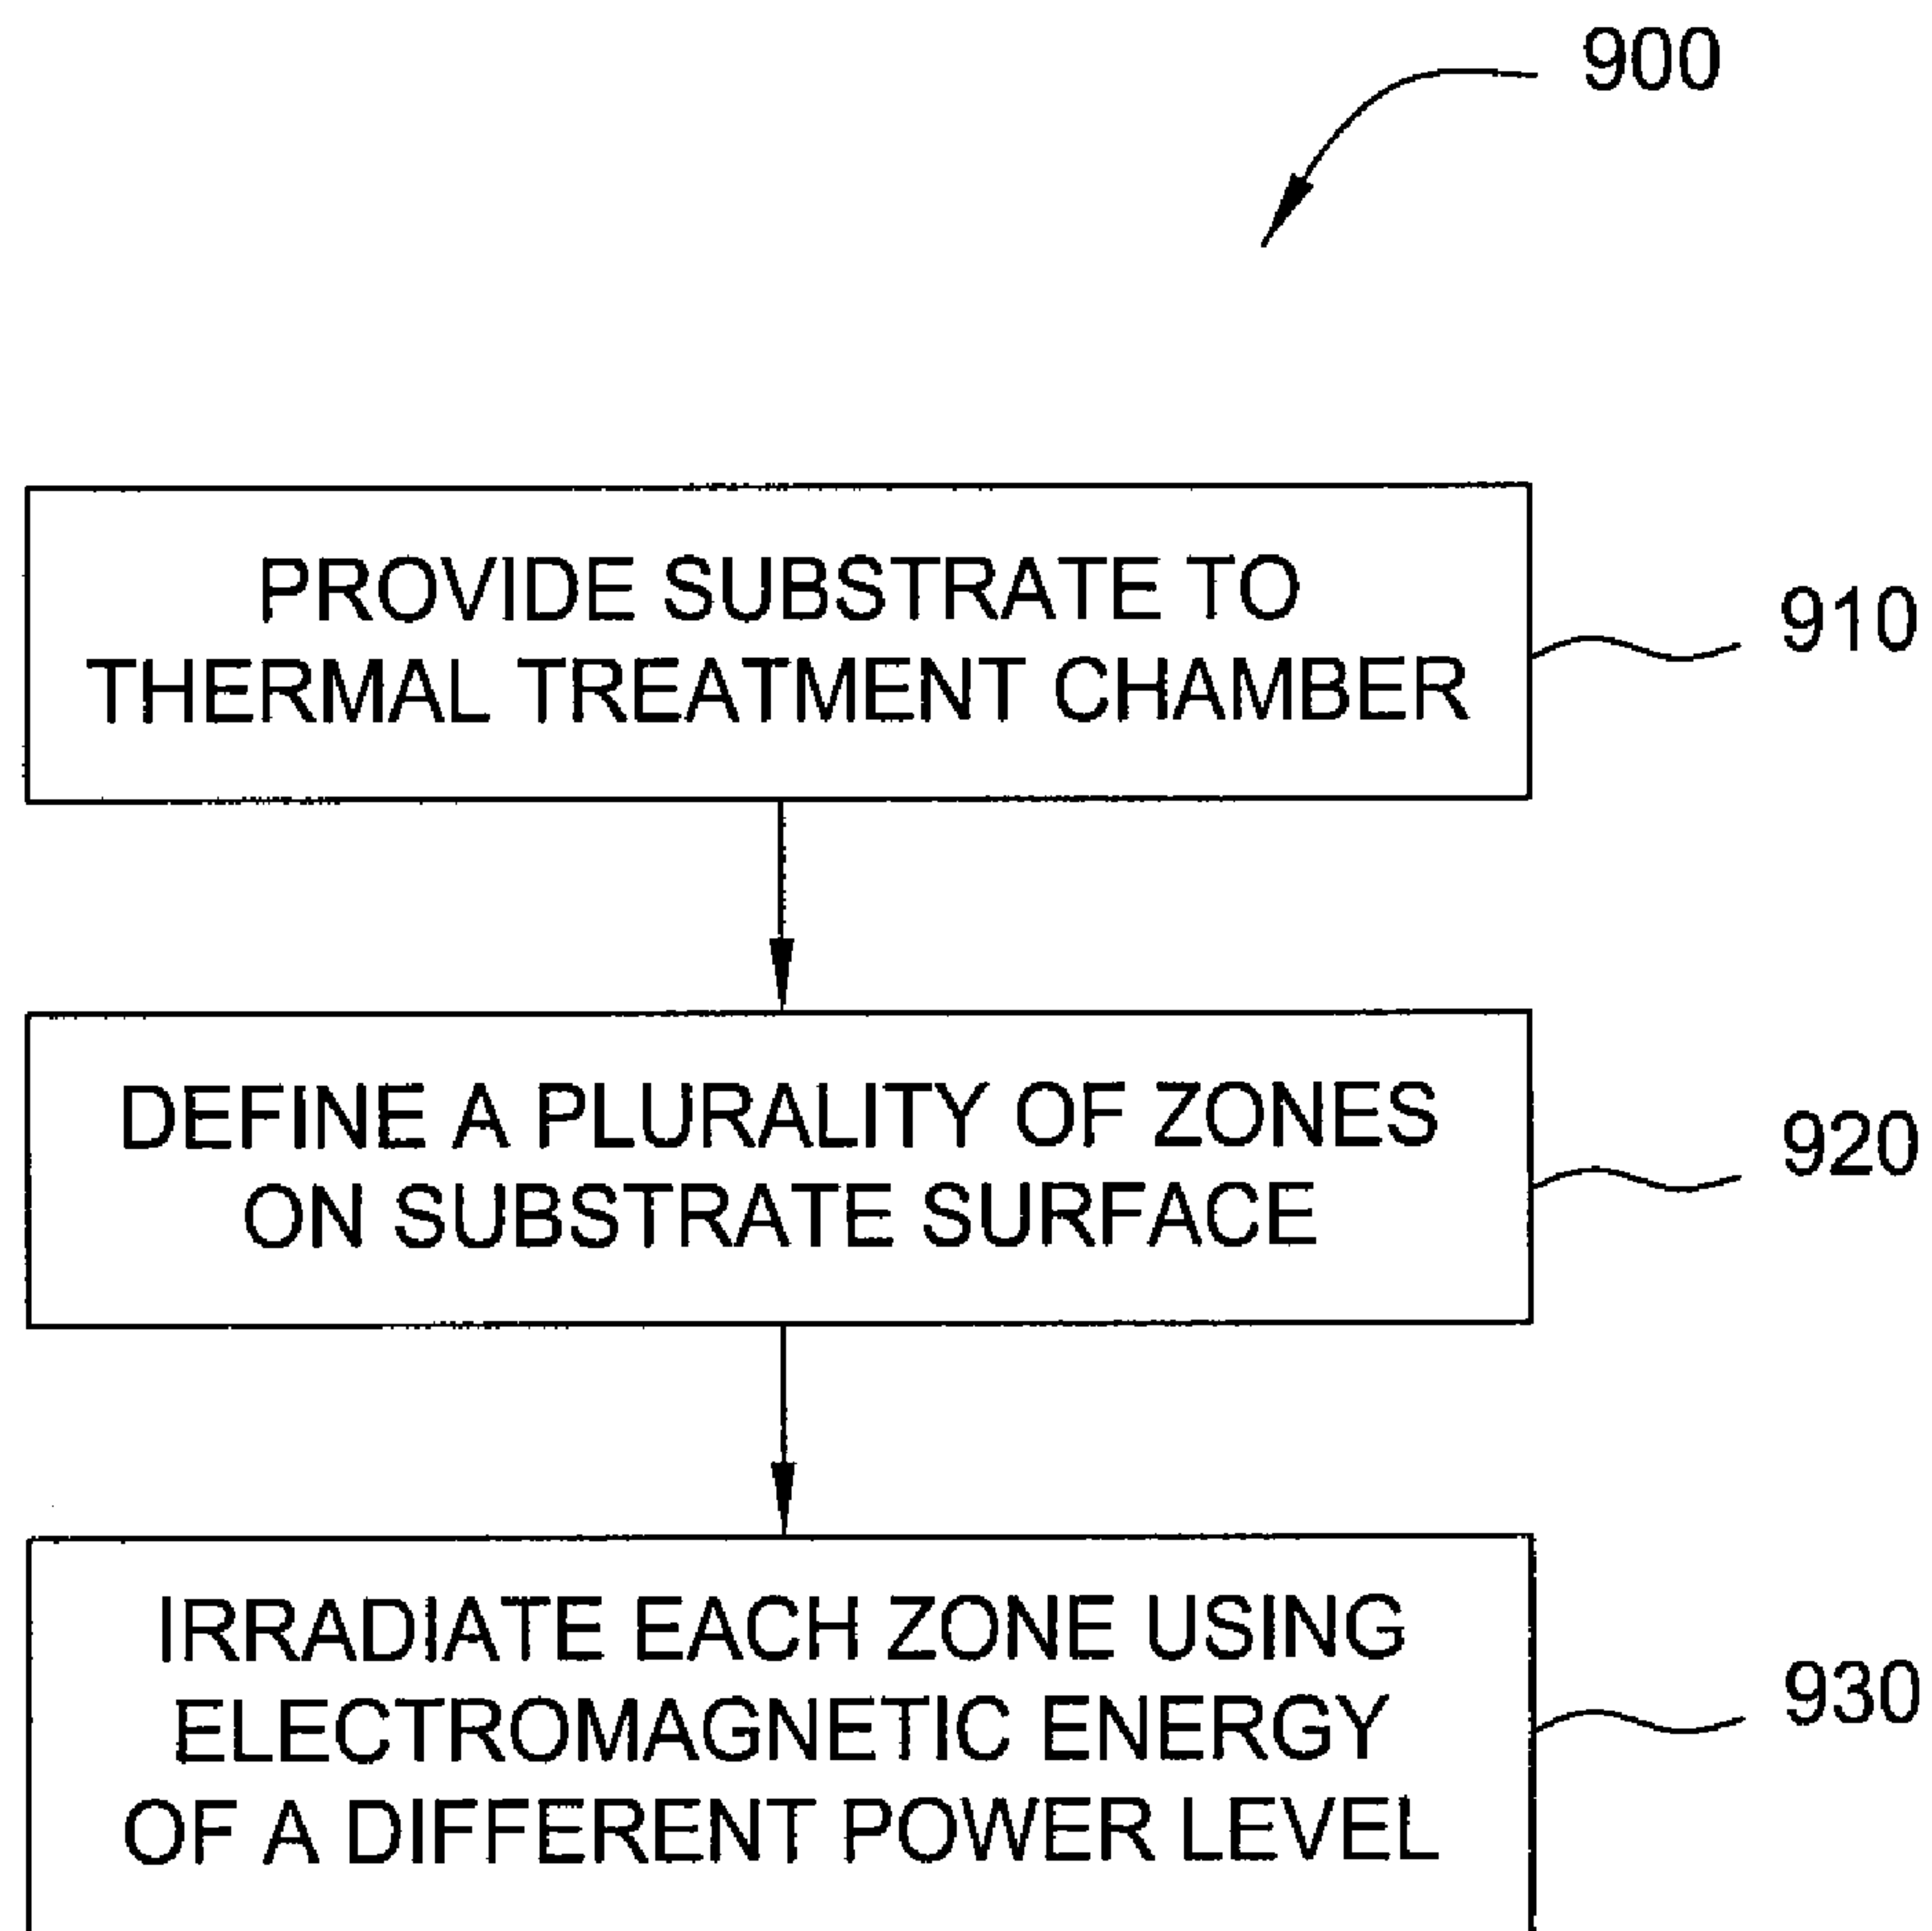 900
PROVIDE SUBSTRATE TO
THERMAL TREATMENT CHAMBER
910
DEFINE A PLURALITY OF ZONES
ON SUBSTRATE SURFACE
920
IRRADIATE EACH ZONE USING
ELECTROMAGNETIC ENERGY
OF A DIFFERENT POWER LEVEL
930